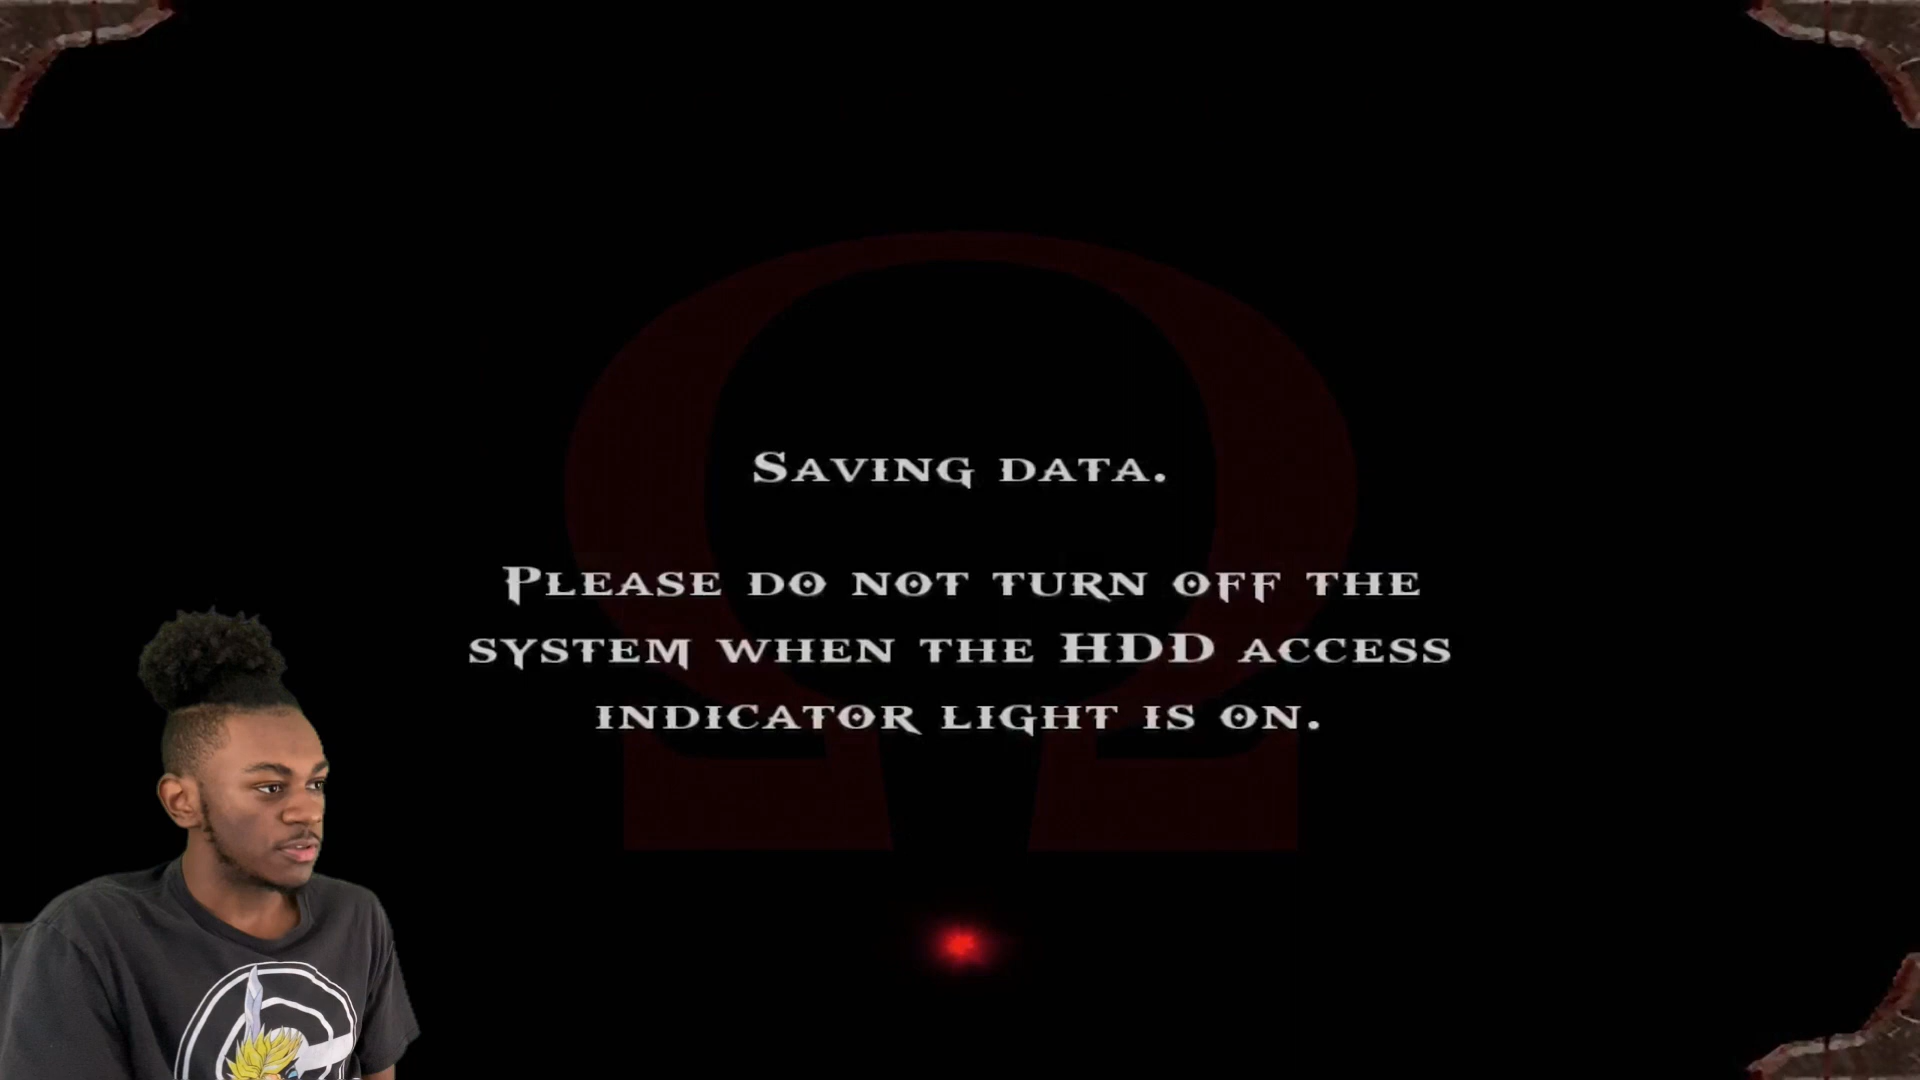 Saving data.
Please do not turn off the
system when the HDD access
indicator light is on.